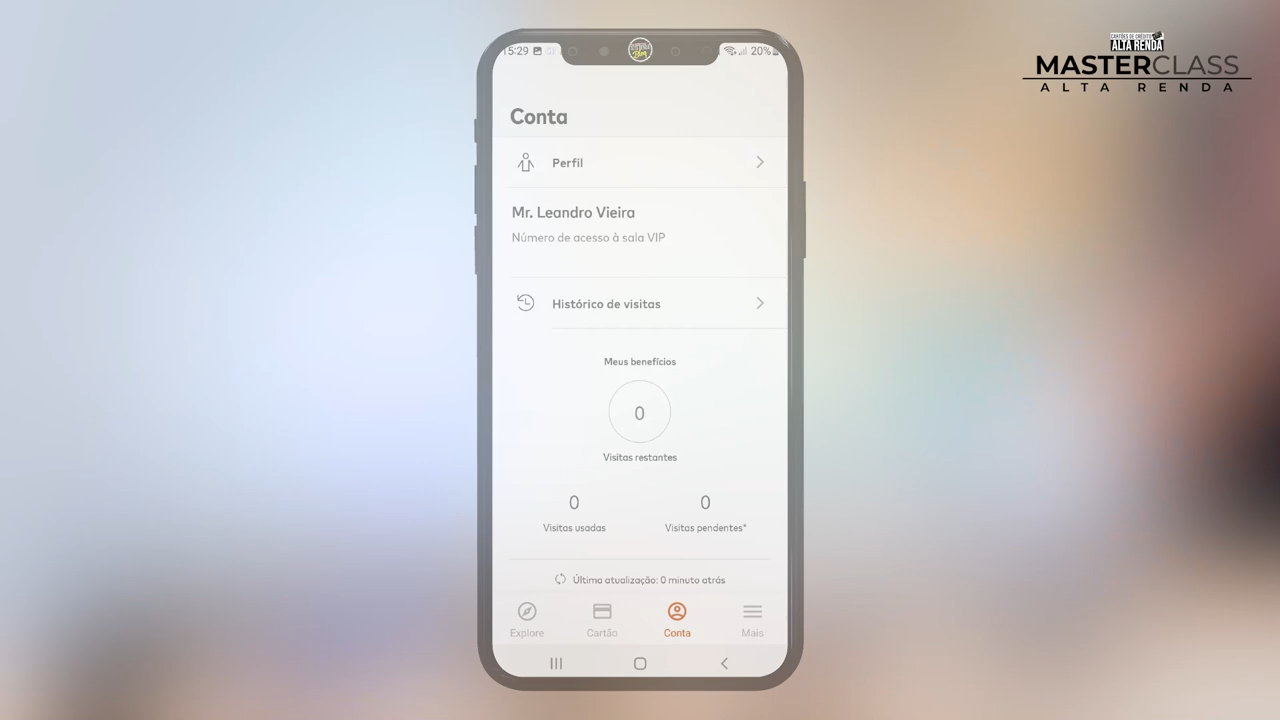 15:29
20%
CARTÕES DE CRÉDITO
ALTA RENDA
MASTERCLASS
ALTA RENDA
Conta
Perfil
Mr. Leandro Vieira
Número de acesso à sala VIP
Histórico de visitas
Meus benefícios
0
Visitas restantes
0 0
Visitas usadas Visitas pendentes*
Última atualização: 0 minuto atrás
Explore Cartão Conta Mais